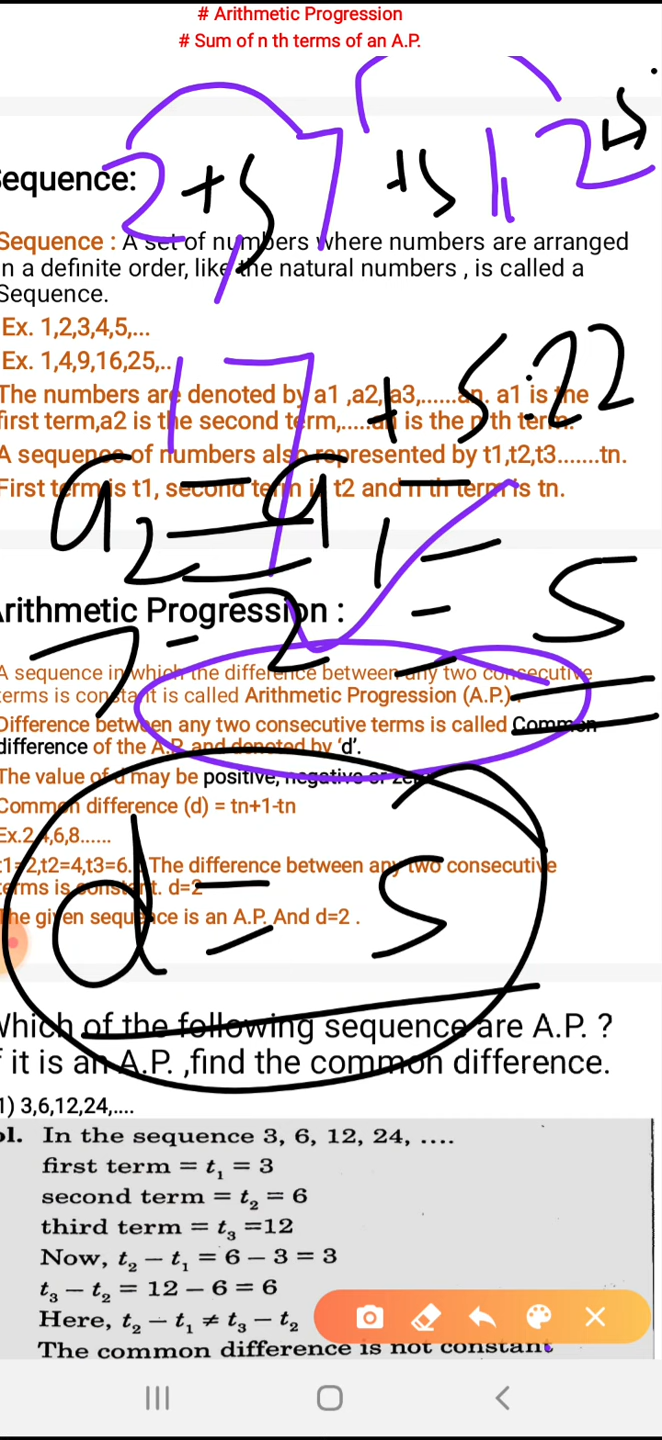 # Arithmetic Progression
# Sum of n th terms of an A.P.
2 +5 7 +5 12 +5
equence:
Sequence : A set of numbers where numbers are arranged
n a definite order, like the natural numbers , is called a
Sequence.
Ex. 1,2,3,4,5,...
Ex. 1,4,9,16,25,..
17 +5 22
The numbers are denoted by a1 ,a2,a3,......an. a1 is the
first term,a2 is the second term,.....an is the n th term.
A sequence of numbers also represented by t1,t2,t3.......tn.
First term is t1, second term is t2 and n th term is tn.
a2 - a1 =
rithmetic Progression :
7 - 2 = 5
A sequence in which the difference between any two consecutive
terms is constant it is called Arithmetic Progression (A.P.)
Difference between any two consecutive terms is called Common
difference of the A.P. and denoted by ‘d’.
The value of d may be positive, negative or zero
Common difference (d) = tn+1-tn
Ex.2,4,6,8......
t1=2,t2=4,t3=6. The difference between any two consecutive
terms is constant. d=2
The given sequence is an A.P. And d=2 .
d = 5
Which of the following sequence are A.P. ?
f it is an A.P. ,find the common difference.
1) 3,6,12,24,....
ol. In the sequence 3, 6, 12, 24, ....
first term = t₁ = 3
second term = t₂ = 6
third term = t₃ =12
Now, t₂ – t₁ = 6 – 3 = 3
t₃ – t₂ = 12 – 6 = 6
Here, t₂ – t₁ ≠ t₃ – t₂
The common difference is not constant